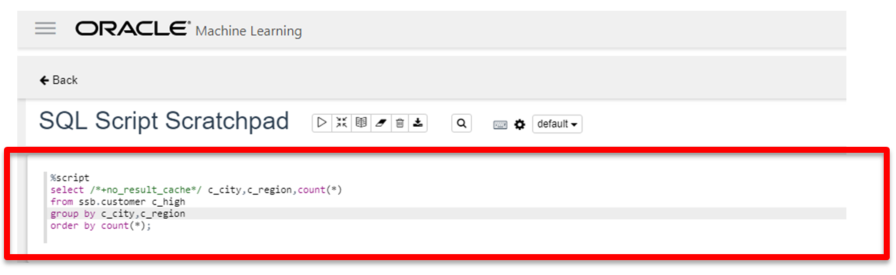 ORACLE® Machine Learning
Back
SQL Script Scratchpad default
%script
select /*+no_result_cache*/ c_city,c_region,count(*)
from ssb.customer c_high
group by c_city,c_region
order by count(*);